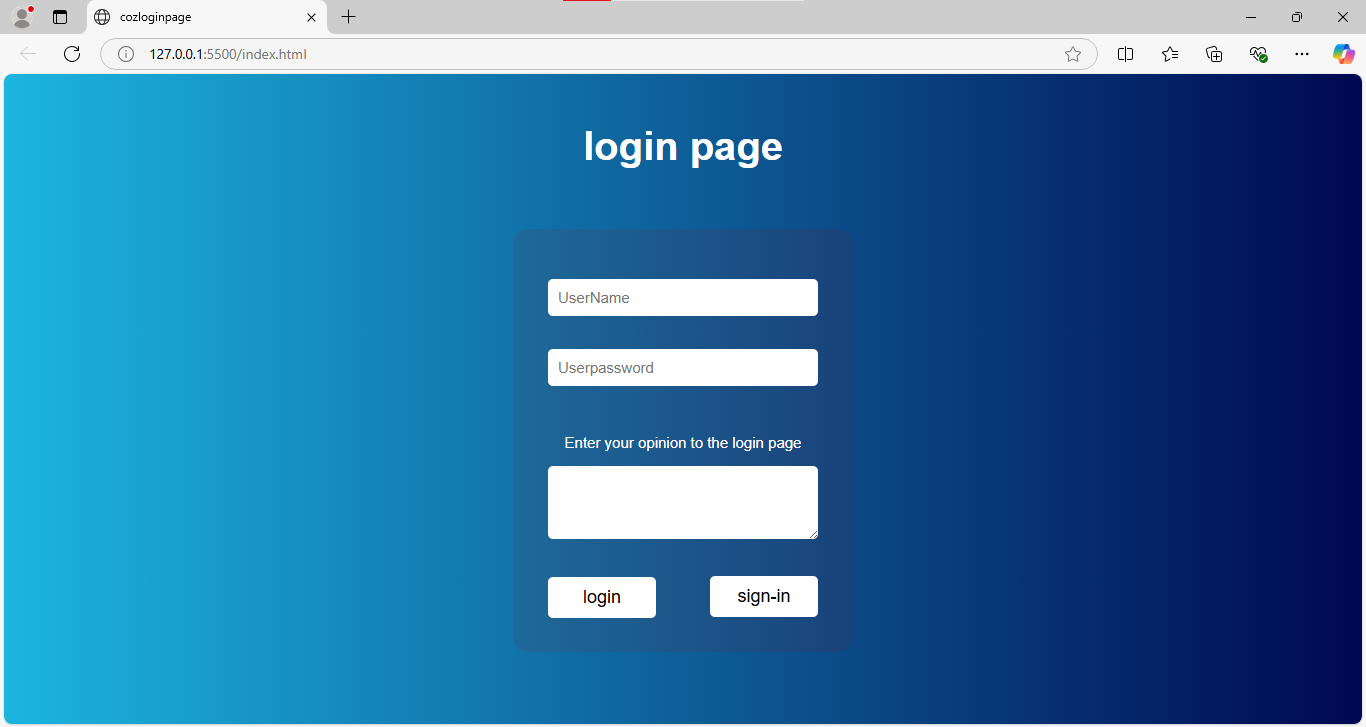 cozloginpage
127.0.0.1:5500/index.html
login page
UserName
Userpassword
Enter your opinion to the login page
login
sign-in